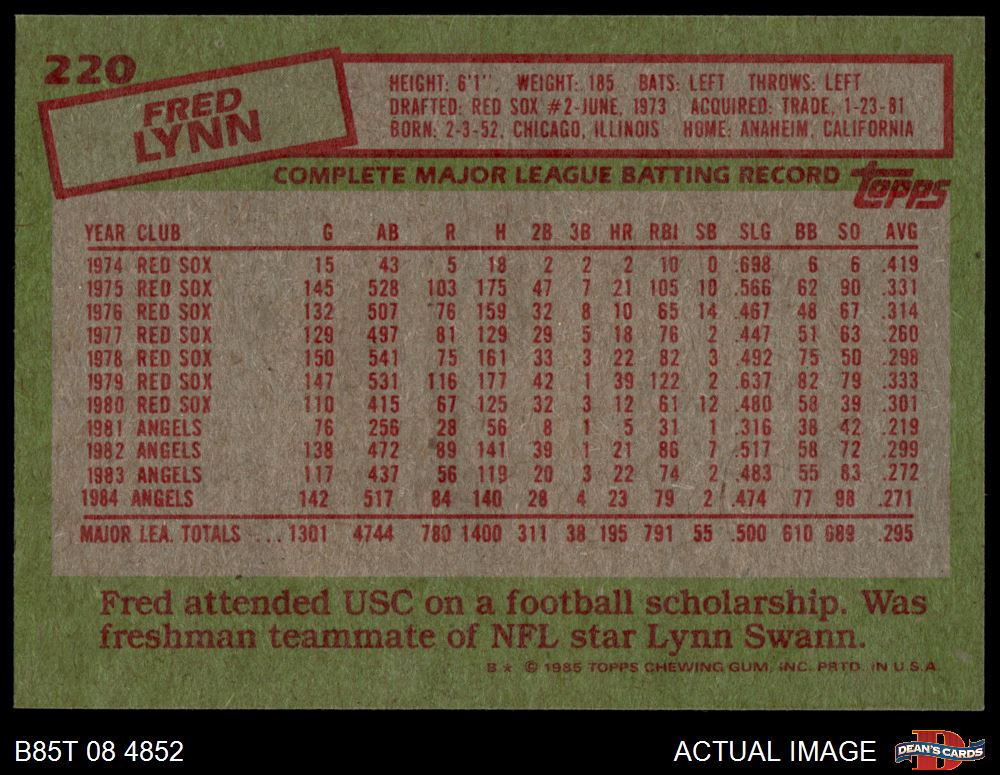 220
FRED
LYNN
HEIGHT: 6'1". WEIGHT: 185 BATS: LEFT THROWS: LEFT
DRAFTED: RED SOX #2-JUNE, 1973 ACQUIRED: TRADE, 1-23-81
BORN: 2-3-52, CHICAGO, ILLINOIS HOME: ANAHEIM, CALIFORNIA
COMPLETE MAJOR LEAGUE BATTING RECORD topps
YEAR CLUB G AB R H 2B 3B HR RBI SB SLG BB SO AVG
1974 RED SOX 15 43 5 18 2 2 2 10 0 .698 6 6 .419
1975 RED SOX 145 528 103 175 47 7 21 105 10 .566 62 90 .331
1976 RED SOX 132 507 76 159 32 8 10 65 14 .467 48 67 .314
1977 RED SOX 129 497 81 129 29 5 18 76 2 .447 51 63 .260
1978 RED SOX 150 541 75 161 33 3 22 82 3 .492 75 50 .298
1979 RED SOX 147 531 116 177 42 1 39 122 2 .637 82 79 .333
1980 RED SOX 110 415 67 125 32 3 12 61 12 .480 58 39 .301
1981 ANGELS 76 256 28 56 8 1 5 31 1 .316 38 42 .219
1982 ANGELS 138 472 89 141 39 1 21 86 7 .517 58 72 .299
1983 ANGELS 117 437 56 119 20 3 22 74 2 .483 55 83 .272
1984 ANGELS 142 517 84 140 28 4 23 79 2 .474 77 98 .271
MAJOR LEA. TOTALS ... 1301 4744 780 1400 311 38 195 791 55 .500 610 689 .295
Fred attended USC on a football scholarship. Was
freshman teammate of NFL star Lynn Swann.
B★ © 1985 TOPPS CHEWING GUM, INC. PRTD. IN U.S.A.
B85T 08 4852
ACTUAL IMAGE
D
DEAN'S CARDS